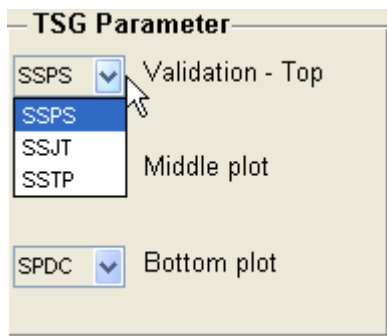 TSG Parameter
SSPS Validation - Top
SSPS
SSJT
SSTP
Middle plot
SPDC Bottom plot